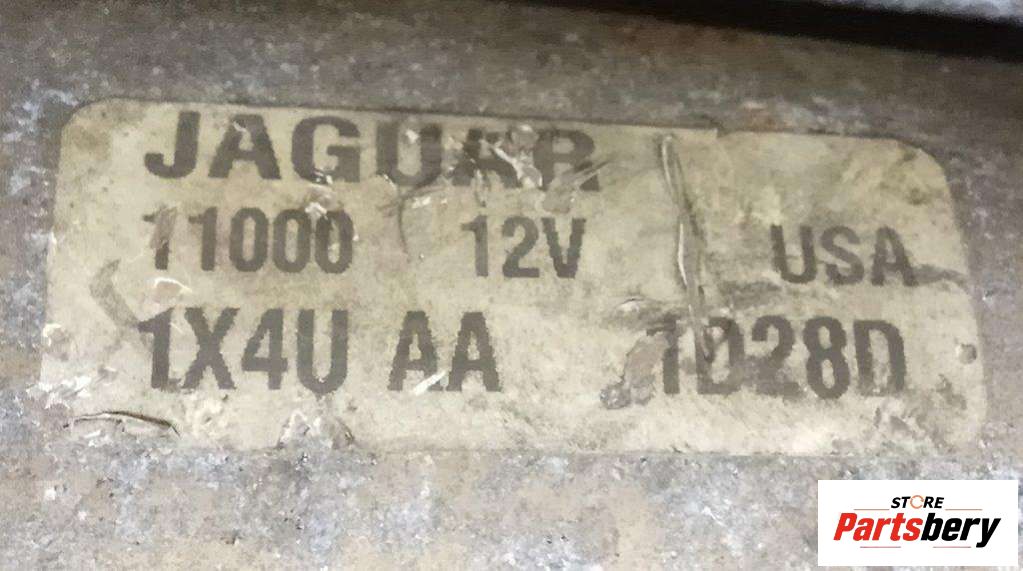 JAGUAR
11000 12V USA
1X4U AA 1D28D
STORE
Partsbery